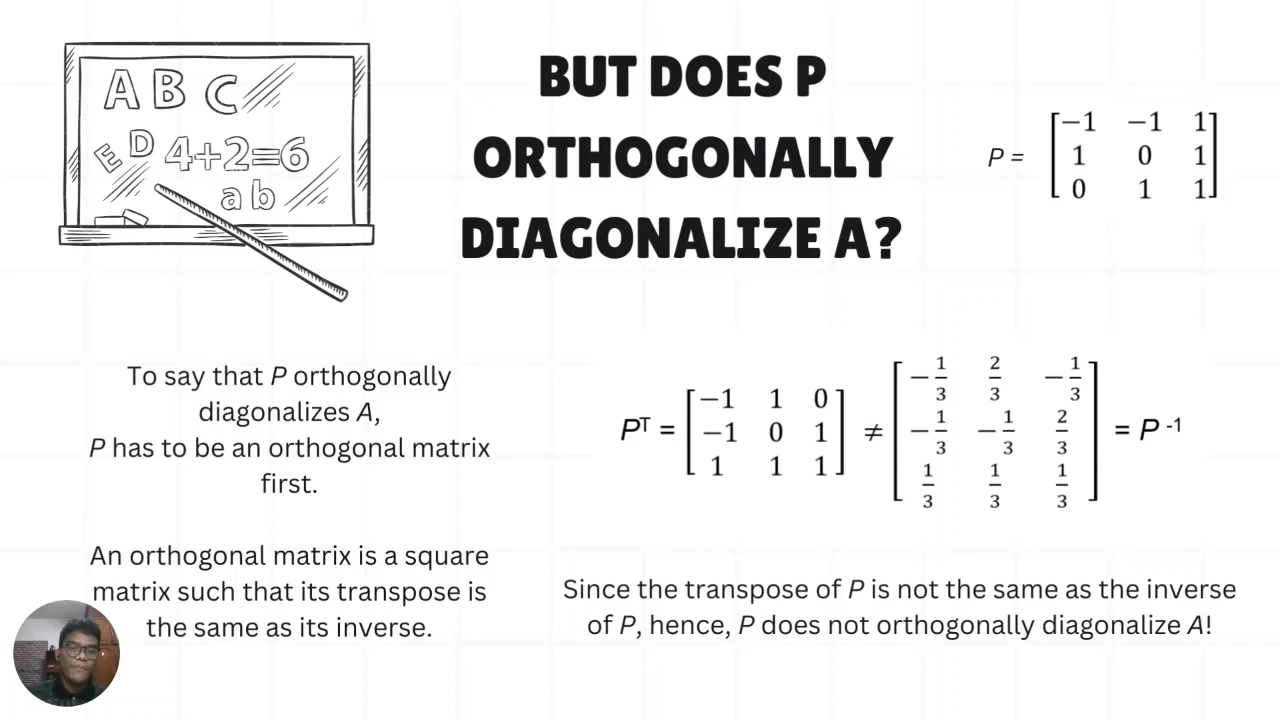 A B C
E D 4+2=6
a b
BUT DOES P
ORTHOGONALLY
DIAGONALIZE A?
P =
-1 -1 1
1 0 1
0 1 1
To say that P orthogonally
diagonalizes A,
P has to be an orthogonal matrix
first.
An orthogonal matrix is a square
matrix such that its transpose is
the same as its inverse.
Pᵀ = [−1 1 0; −1 0 1; 1 1 1] ≠ [−1/3 2/3 −1/3; −1/3 −1/3 2/3; 1/3 1/3 1/3] = P ⁻¹
Since the transpose of P is not the same as the inverse
of P, hence, P does not orthogonally diagonalize A!